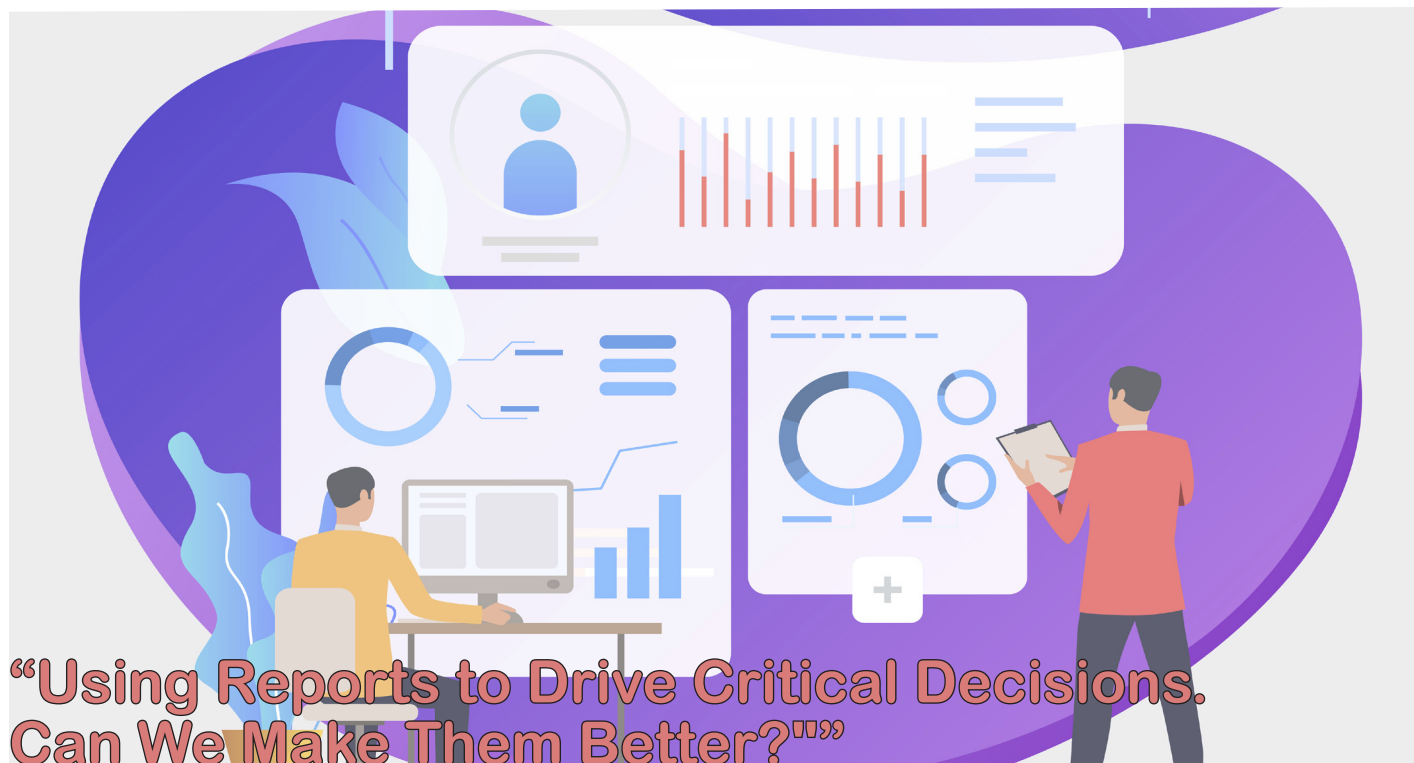 “Using Reports to Drive Critical Decisions.
Can We Make Them Better?"”